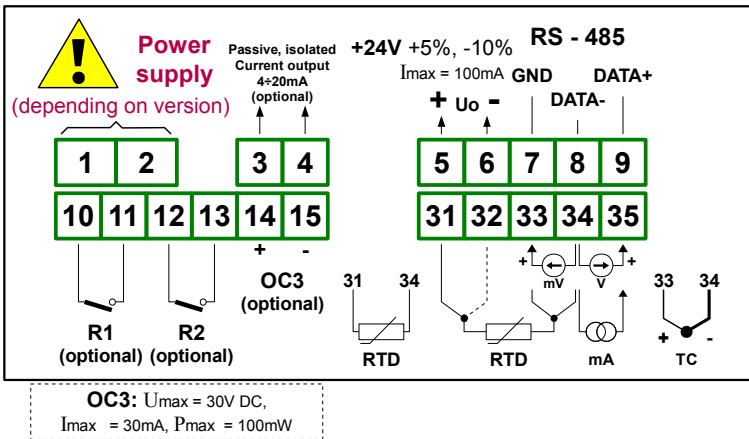 Power
supply
(depending on version)
Passive, isolated
Current output
4÷20mA
(optional)
+24V +5%, -10%
Imax = 100mA
+ Uo -
RS - 485
GND
DATA-
DATA+
!
1 2 3 4 5 6 7 8 9
10 11 12 13 14 15 31 32 33 34 35
+ -
OC3
(optional)
R1
(optional)
R2
(optional)
31 34
RTD
RTD
+ mV
V +
mA
33 34
+ -
TC
OC3: Umax = 30V DC,
Imax = 30mA, Pmax = 100mW